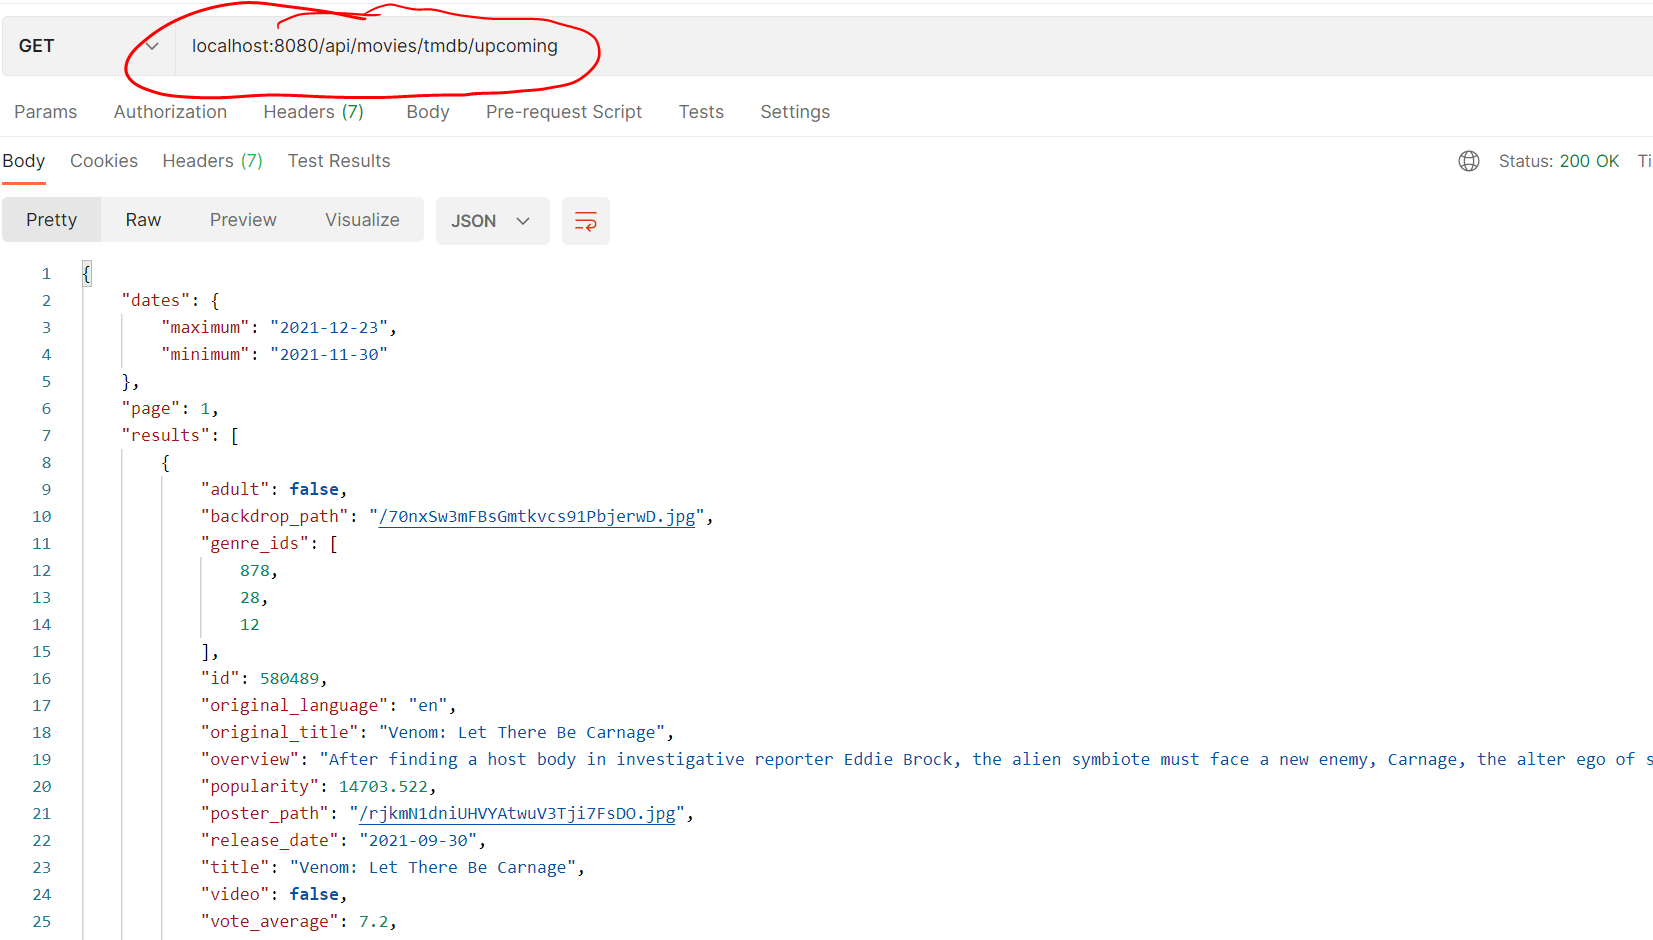 GET localhost:8080/api/movies/tmdb/upcoming
Params Authorization Headers (7) Body Pre-request Script Tests Settings
Body Cookies Headers (7) Test Results Status: 200 OK
Pretty Raw Preview Visualize JSON
1 {
2 "dates": {
3 "maximum": "2021-12-23",
4 "minimum": "2021-11-30"
5 },
6 "page": 1,
7 "results": [
8 {
9 "adult": false,
10 "backdrop_path": "/70nxSw3mFBsGmtkvcs91PbjerwD.jpg",
11 "genre_ids": [
12 878,
13 28,
14 12
15 ],
16 "id": 580489,
17 "original_language": "en",
18 "original_title": "Venom: Let There Be Carnage",
19 "overview": "After finding a host body in investigative reporter Eddie Brock, the alien symbiote must face a new enemy, Carnage, the alter ego of
20 "popularity": 14703.522,
21 "poster_path": "/rjkmN1dniUHVYAtwuV3Tji7FsDO.jpg",
22 "release_date": "2021-09-30",
23 "title": "Venom: Let There Be Carnage",
24 "video": false,
25 "vote_average": 7.2,